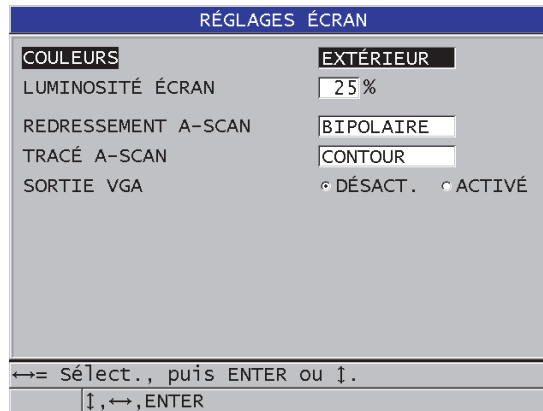 RÉGLAGES ÉCRAN
COULEURS EXTÉRIEUR
LUMINOSITÉ ÉCRAN 25 %
REDRESSEMENT A-SCAN BIPOLAIRE
TRACÉ A-SCAN CONTOUR
SORTIE VGA DÉSACT. ACTIVÉ
↔= Sélect., puis ENTER ou ↕.
↕,↔,ENTER